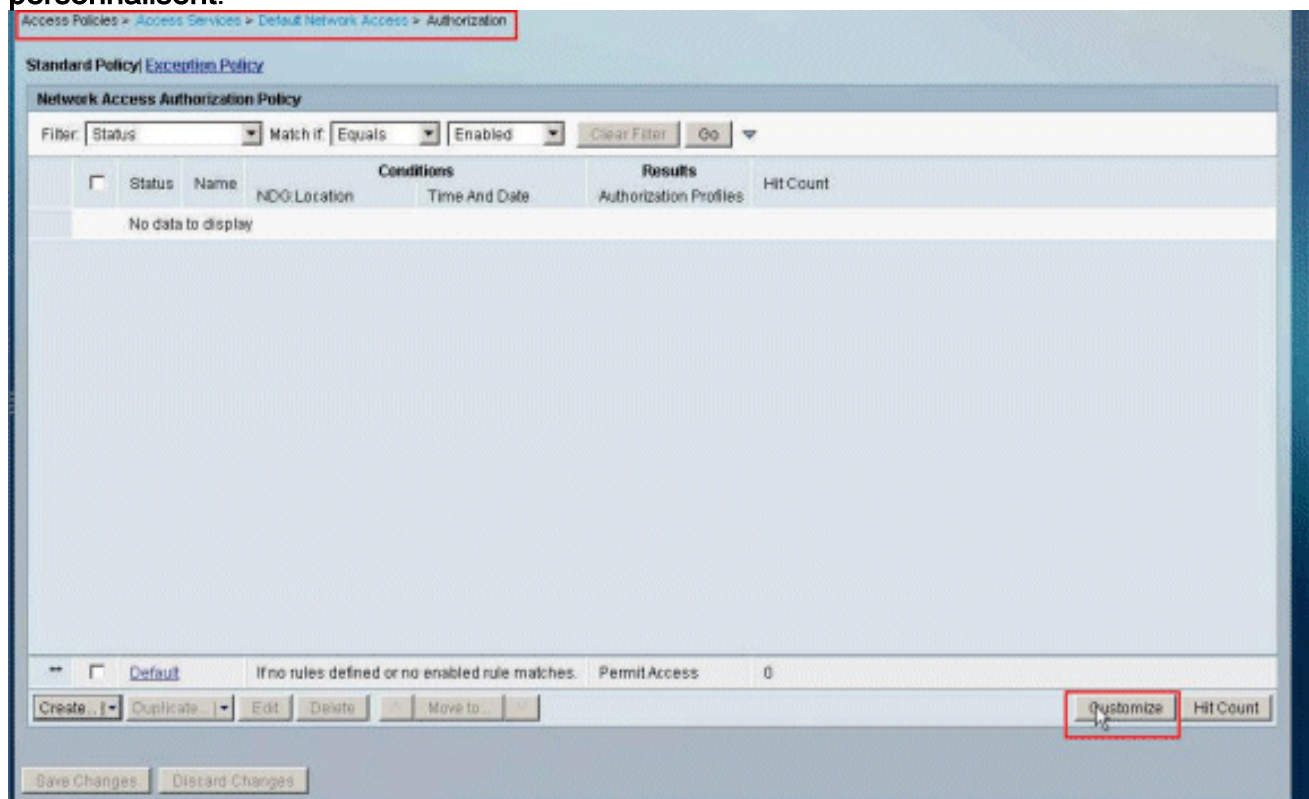 personnalisent.
Access Policies > Access Services > Default Network Access > Authorization
Standard Policy| Exception Policy
Network Access Authorization Policy
Filter: Status Match if: Equals Enabled Clear Filter Go
Status Name Conditions Results Hit Count
NDG:Location Time And Date Authorization Profiles
No data to display
** Default If no rules defined or no enabled rule matches. Permit Access 0
Create... | Duplicate... | Edit Delete Move to... Customize Hit Count
Save Changes Discard Changes